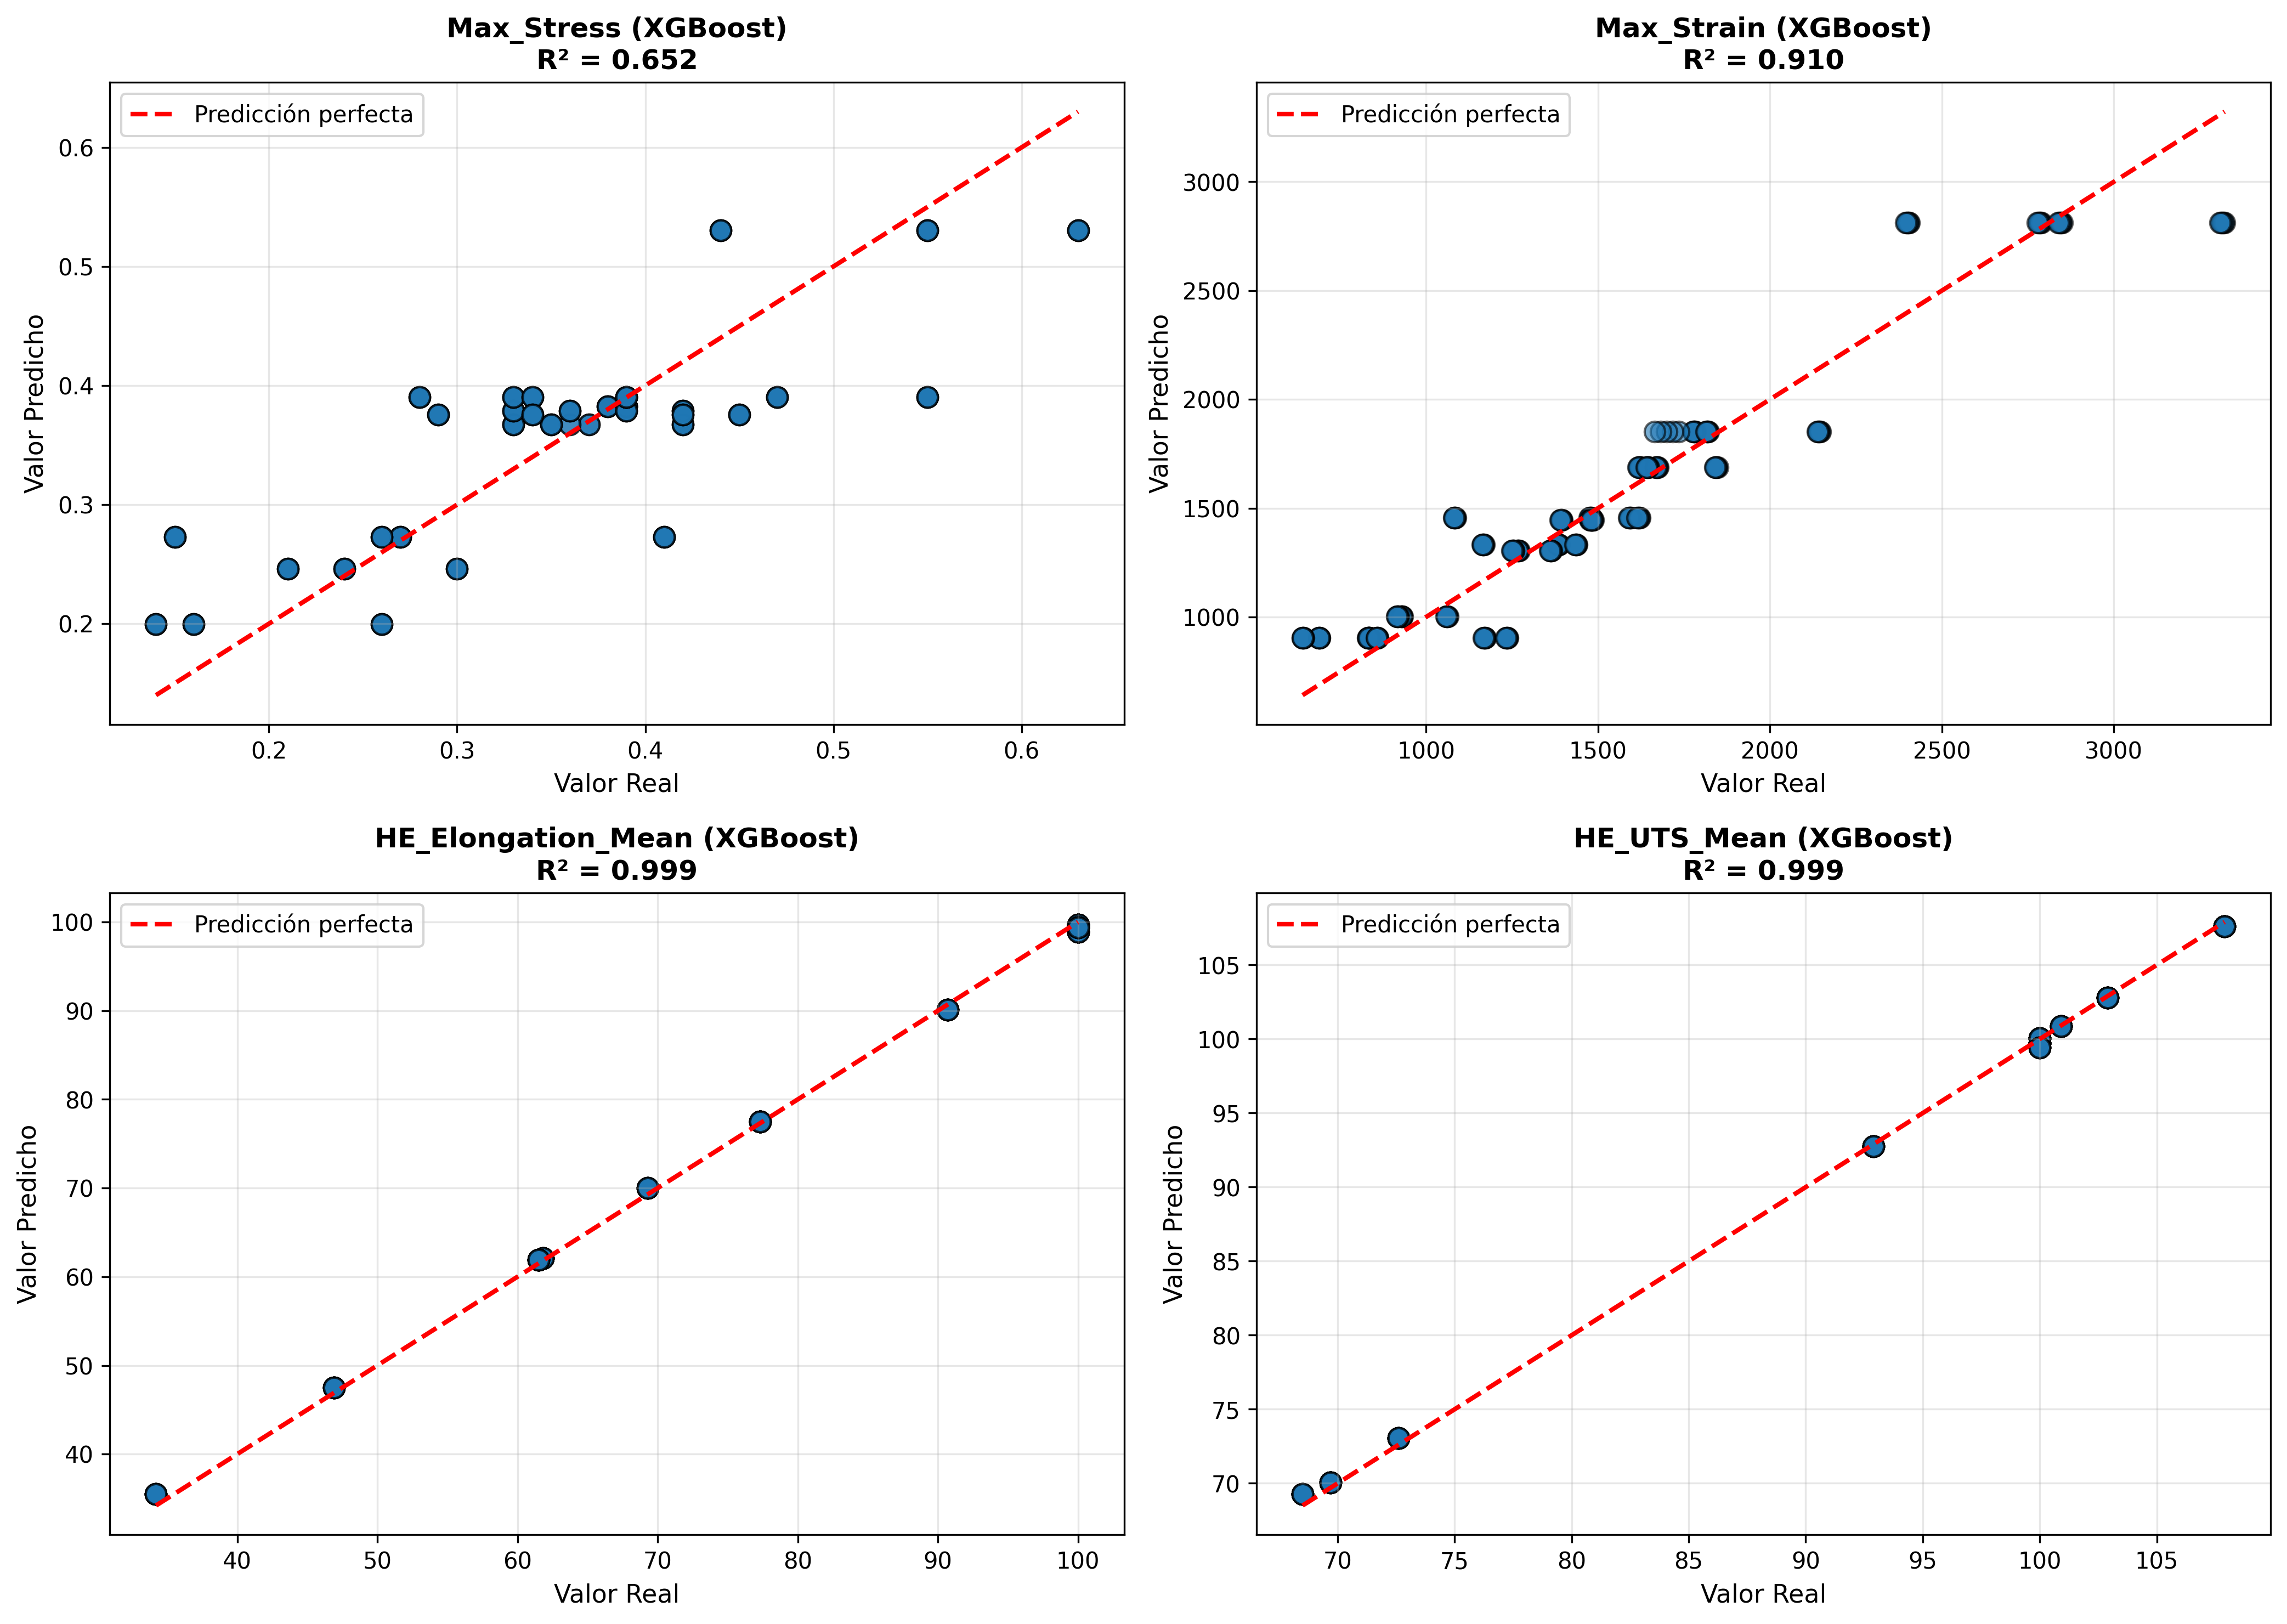 Max_Stress (XGBoost)
R² = 0.652
Predicción perfecta
Valor Predicho
0.6
0.5
0.4
0.3
0.2
0.2 0.3 0.4 0.5 0.6
Valor Real
Max_Strain (XGBoost)
R² = 0.910
Predicción perfecta
Valor Predicho
3000
2500
2000
1500
1000
1000 1500 2000 2500 3000
Valor Real
HE_Elongation_Mean (XGBoost)
R² = 0.999
Predicción perfecta
Valor Predicho
100
90
80
70
60
50
40
40 50 60 70 80 90 100
Valor Real
HE_UTS_Mean (XGBoost)
R² = 0.999
Predicción perfecta
Valor Predicho
105
100
95
90
85
80
75
70
70 75 80 85 90 95 100 105
Valor Real